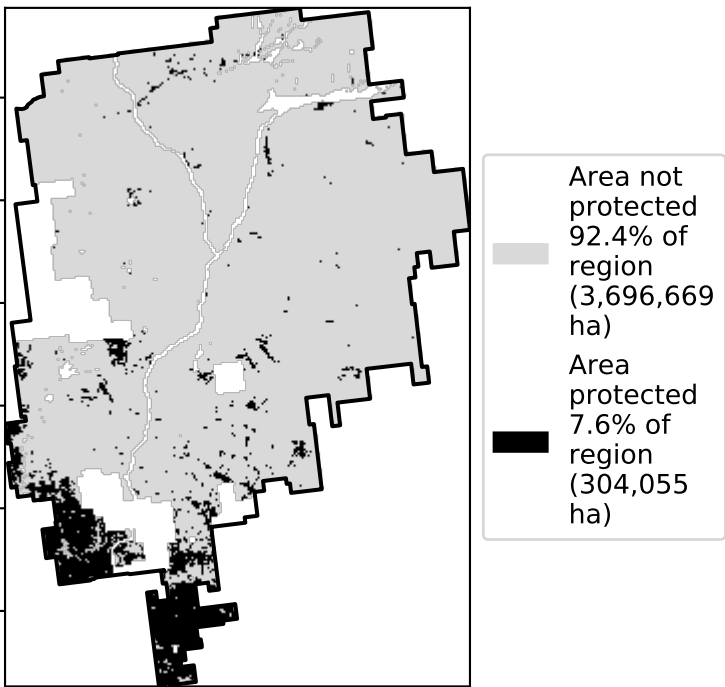 Area not
protected
92.4% of
region
(3,696,669
ha)
Area
protected
7.6% of
region
(304,055
ha)